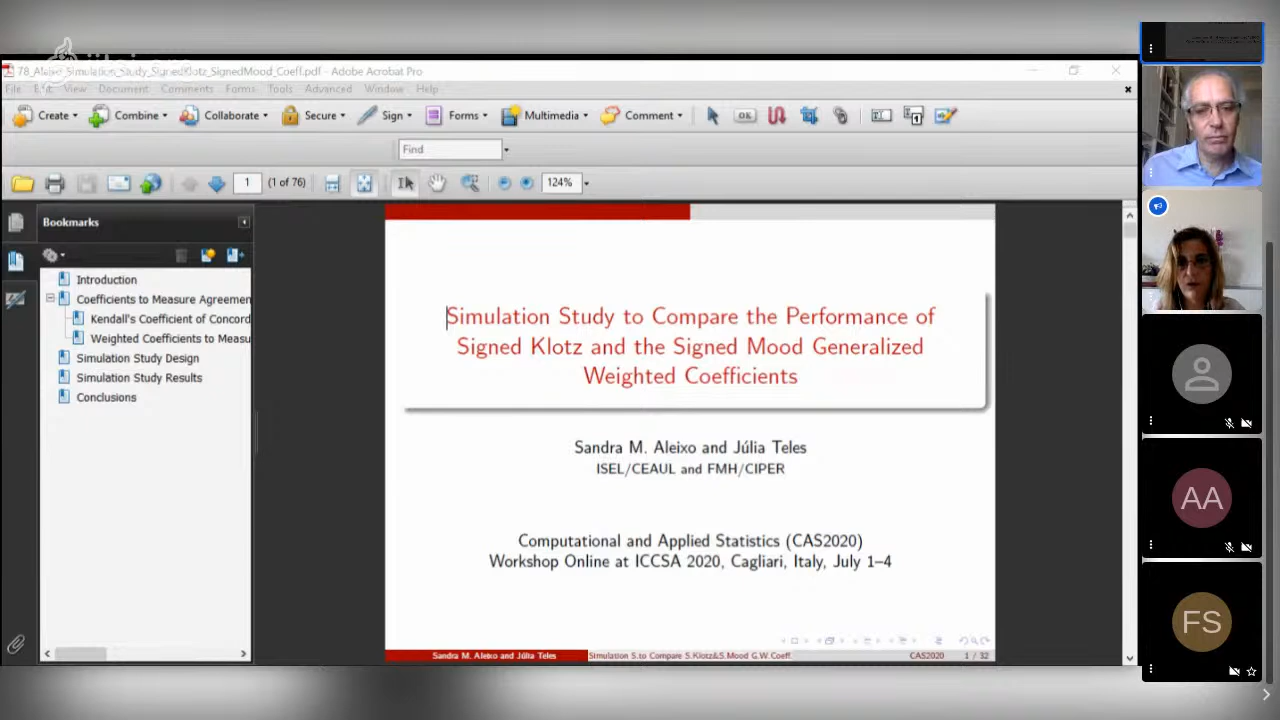 78_Aleixo_Simulation_Study_SignedKlotz_SignedMood_Coeff.pdf - Adobe Acrobat Pro
File Edit View Document Comments Forms Tools Advanced Window Help
Create Combine Collaborate Secure Sign Forms Multimedia Comment
Find
1 (1 of 76) 124%
Bookmarks
Introduction
Coefficients to Measure Agreemen
Kendall's Coefficient of Concord
Weighted Coefficients to Measu
Simulation Study Design
Simulation Study Results
Conclusions
Simulation Study to Compare the Performance of
Signed Klotz and the Signed Mood Generalized
Weighted Coefficients
Sandra M. Aleixo and Júlia Teles
ISEL/CEAUL and FMH/CIPER
Computational and Applied Statistics (CAS2020)
Workshop Online at ICCSA 2020, Cagliari, Italy, July 1–4
Sandra M. Aleixo and Júlia Teles Simulation S.to Compare S.Klotz&S.Mood G.W.Coeff. CAS2020 1 / 32
AA
FS